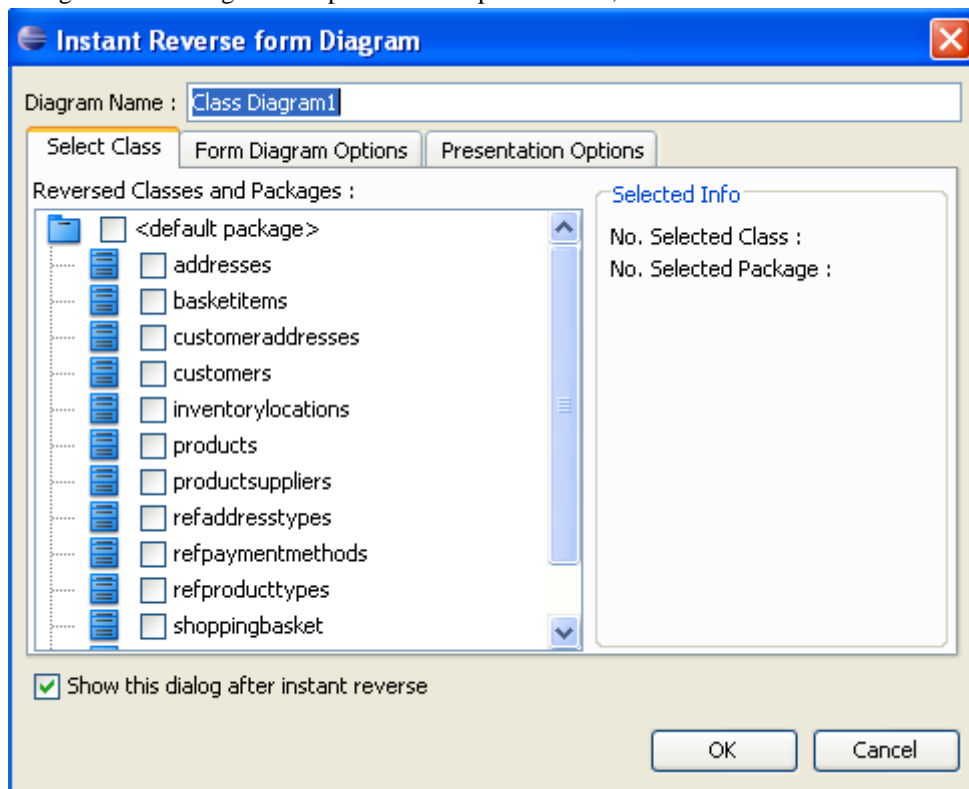 Instant Reverse form Diagram
Diagram Name : Class Diagram1
Select Class Form Diagram Options Presentation Options
Reversed Classes and Packages :
<default package>
addresses
basketitems
customeraddresses
customers
inventorylocations
products
productsuppliers
refaddresstypes
refpaymentmethods
refproducttypes
shoppingbasket
Selected Info
No. Selected Class :
No. Selected Package :
Show this dialog after instant reverse
OK Cancel